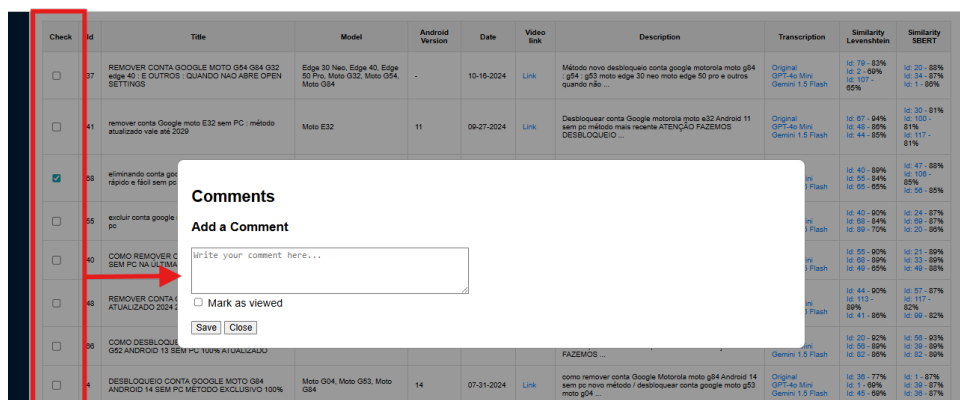 Check Id Title Model Android Version Date Video link Description Transcription Similarity Levenshtein Similarity SBERT
37
REMOVER CONTA GOOGLE MOTO G54 G84 G32
edge 40 : E OUTROS : QUANDO NAO ABRE OPEN
SETTINGS
Edge 30 Neo, Edge 40, Edge
50 Pro, Moto G32, Moto G54,
Moto G84
-
10-16-2024
Link
Método novo desbloqueio conta google motorola moto g84
: g54 : g53 moto edge 30 neo moto edge 50 pro e outros
quando não ...
Original
GPT-4o Mini
Gemini 1.5 Flash
Id: 79 - 83%
Id: 2 - 69%
Id: 107 -
65%
Id: 20 - 88%
Id: 34 - 87%
Id: 1 - 86%
41
remover conta Google moto E32 sem PC : método
atualizado vale até 2029
Moto E32
11
09-27-2024
Link
Desbloquear conta Google motorola moto e32 Android 11
sem pc método mais recente ATENÇÃO FAZEMOS
DESBLOQUEIO ...
Original
GPT-4o Mini
Gemini 1.5 Flash
Id: 67 - 94%
Id: 48 - 86%
Id: 44 - 85%
Id: 30 - 81%
Id: 100 -
81%
Id: 117 -
81%
68
eliminando conta goo
rápido e fácil sem pc
ini
Flash
Id: 40 - 89%
Id: 55 - 84%
Id: 65 - 65%
Id: 47 - 88%
Id: 106 -
85%
Id: 56 - 85%
Comments
Add a Comment
Write your comment here...
Mark as viewed
Save Close
55
excluir conta google
pc
ini
5 Flash
Id: 40 - 90%
Id: 68 - 84%
Id: 89 - 70%
Id: 24 - 87%
Id: 69 - 87%
Id: 20 - 86%
40
COMO REMOVER C
SEM PC NA ÚLTIMA
ini
5 Flash
Id: 55 - 90%
Id: 68 - 89%
Id: 49 - 65%
Id: 21 - 89%
Id: 33 - 89%
Id: 49 - 88%
48
REMOVER CONTA
ATUALIZADO 2024
ini
5 Flash
Id: 44 - 90%
Id: 113 -
89%
Id: 41 - 86%
Id: 57 - 87%
Id: 117 -
82%
Id: 99 - 82%
COMO DESBLOQUE
G52 ANDROID 13 SEM PC 100% ATUALIZADO
FAZEMOS ...
Gemini 1.5 Flash
Id: 20 - 92%
Id: 56 - 89%
Id: 82 - 86%
Id: 56 - 93%
Id: 39 - 89%
Id: 82 - 89%
4
DESBLOQUEIO CONTA GOOGLE MOTO G84
ANDROID 14 SEM PC MÉTODO EXCLUSIVO 100%
Moto G04, Moto G53, Moto
G84
14
07-31-2024
Link
como remover conta Google Motorola moto g84 Android 14
sem pc novo método / desbloquear conta google moto g53
moto g04 ...
Original
GPT-4o Mini
Gemini 1.5 Flash
Id: 36 - 77%
Id: 1 - 69%
Id: 45 - 69%
Id: 1 - 87%
Id: 39 - 87%
Id: 36 - 87%